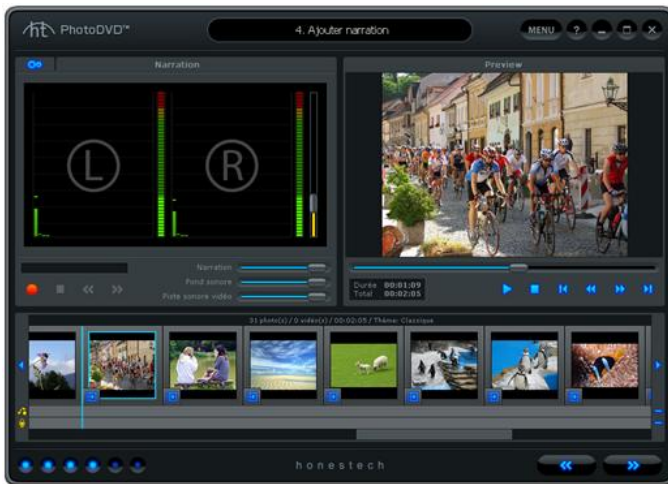 ht PhotoDVD™
4. Ajouter narration
MENU ?
Narration
Preview
L R
Narration
Fond sonore
Piste sonore vidéo
Durée 00:01:09
Total 00:02:05
31 photo(s) / 0 vidéo(s) / 00:02:05 / Thème: Classique
honestech